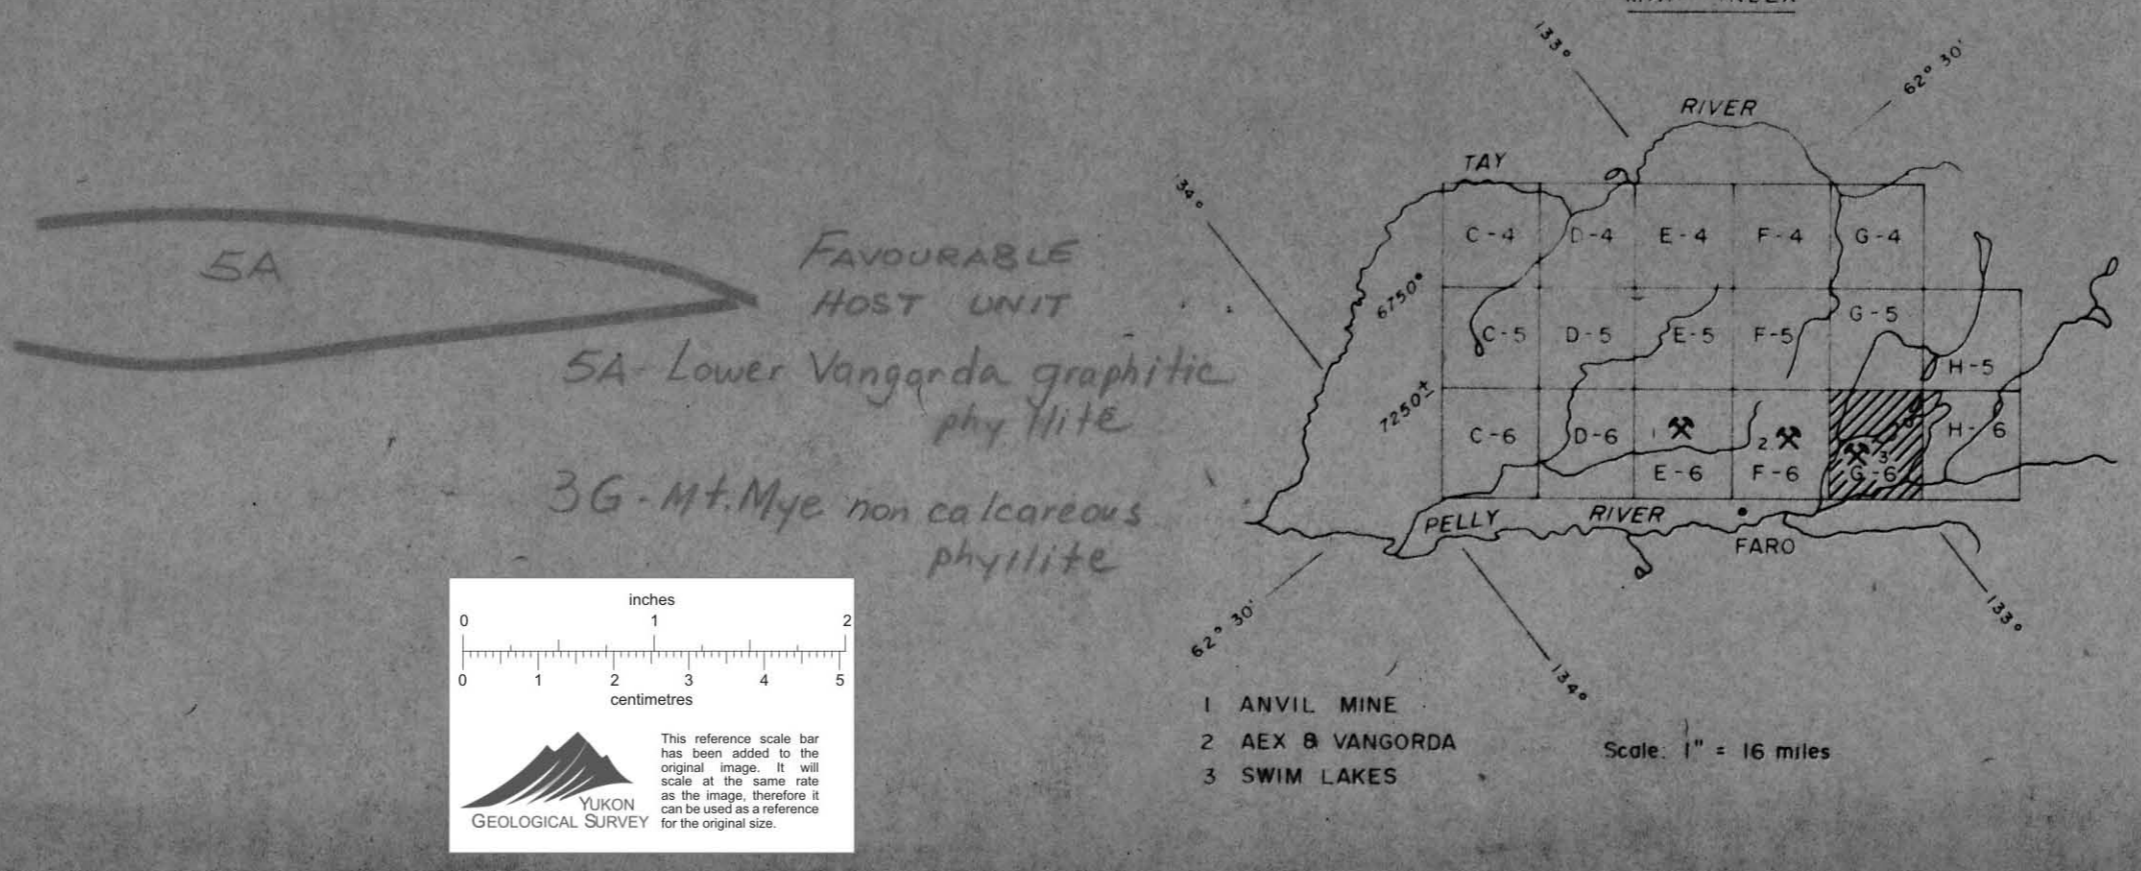 133°
62° 30'
RIVER
TAY
34°
C-4
D-4
E-4
F-4
G-4
5A
FAVOURABLE
HOST UNIT
6750°
C-5
D-5
E-5
F-5
G-5
H-5
5A - Lower Vangorda graphitic
phyllite
7250±
C-6
D-6
1
E-6
2
F-6
3
G-6
H-6
3G - Mt. Mye non calcareous
phyllite
PELLY RIVER
FARO
62° 30'
134°
133°
inches
0 1 2
0 1 2 3 4 5
centimetres
YUKON
GEOLOGICAL SURVEY
This reference scale bar
has been added to the
original image. It will
scale at the same rate
as the image, therefore it
can be used as a reference
for the original size.
1 ANVIL MINE
2 AEX & VANGORDA
3 SWIM LAKES
Scale: 1" = 16 miles